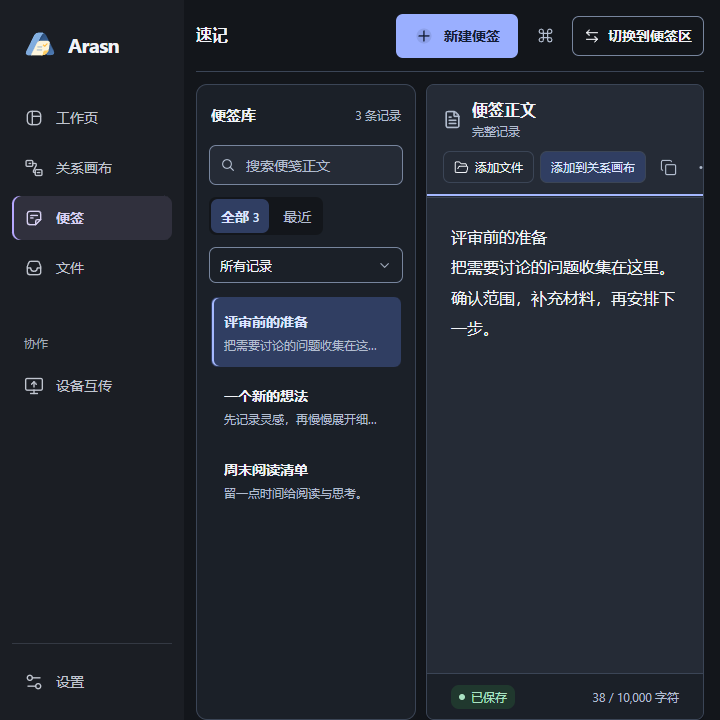 Arasn
工作页
关系画布
便签
文件
协作
设备互传
设置
速记
新建便签
切换到便签区
便签库
3 条记录
搜索便笺正文
全部 3
最近
所有记录
评审前的准备
把需要讨论的问题收集在这...
一个新的想法
先记录灵感，再慢慢展开细...
周末阅读清单
留一点时间给阅读与思考。
便签正文
完整记录
添加文件
添加到关系画布
评审前的准备
把需要讨论的问题收集在这里。
确认范围，补充材料，再安排下
一步。
已保存
38 / 10,000 字符